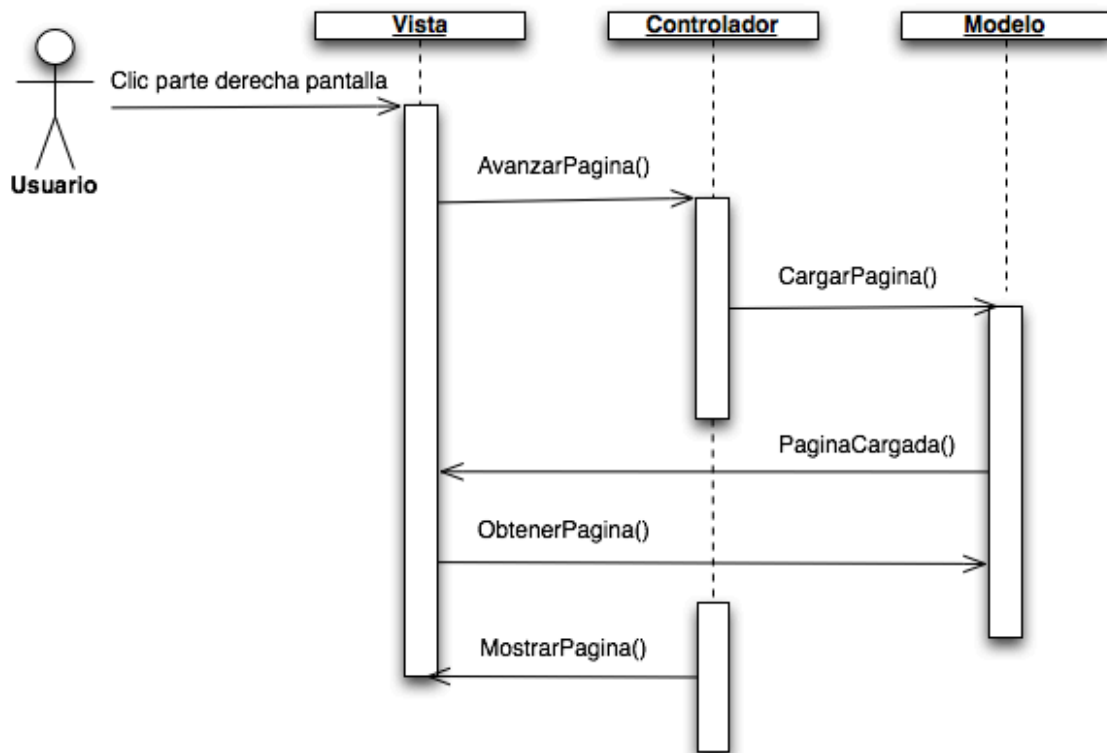 Vista
Controlador
Modelo
Clic parte derecha pantalla
Usuario
AvanzarPagina()
CargarPagina()
PaginaCargada()
ObtenerPagina()
MostrarPagina()